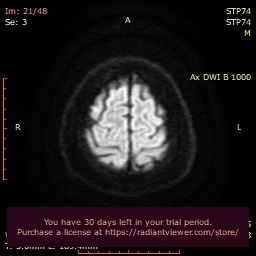 Im: 21/48
Se: 3
A
STP74
STP74
M
Ax DWI B 1000
R
L
You have 30 days left in your trial period.
Purchase a license at https://radiantviewer.com/store/